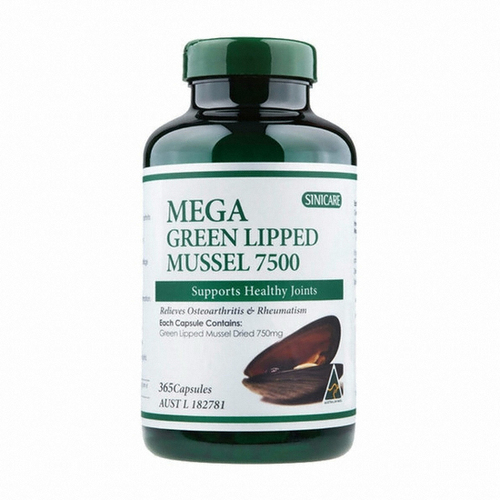 SINICARE
MEGA
GREEN LIPPED
MUSSEL 7500
Supports Healthy Joints
Relieves Osteoarthritis & Rheumatism
Each Capsule Contains:
Green Lipped Mussel Dried 750mg
365Capsules
AUST L 182781